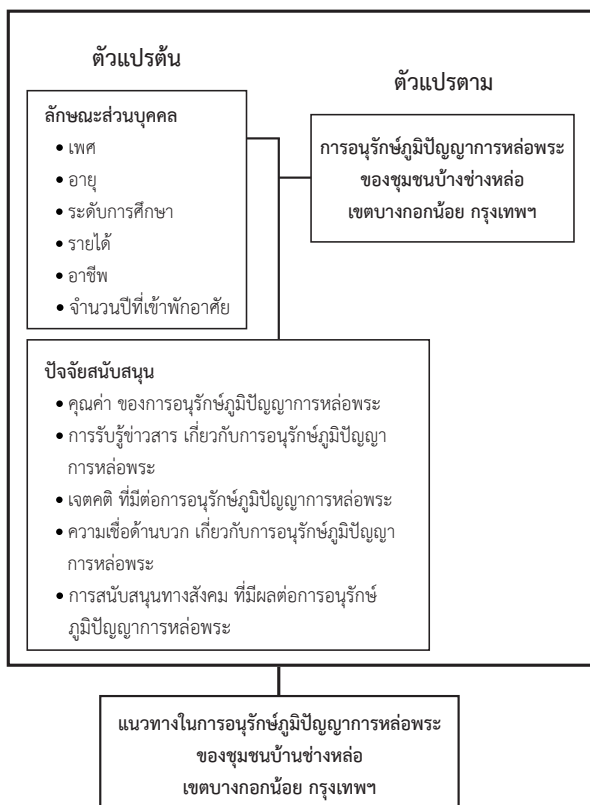 ตัวแปรต้น
ลักษณะส่วนบุคคล
• เพศ
• อายุ
• ระดับการศึกษา
• รายได้
• อาชีพ
• จำนวนปีที่เข้าพักอาศัย
ตัวแปรตาม
การอนุรักษ์ภูมิปัญญาการหล่อพระ
ของชุมชนบ้างช่างหล่อ
เขตบางกอกน้อย กรุงเทพฯ
ปัจจัยสนับสนุน
• คุณค่า ของการอนุรักษ์ภูมิปัญญาการหล่อพระ
• การรับรู้ข่าวสาร เกี่ยวกับการอนุรักษ์ภูมิปัญญา
การหล่อพระ
• เจตคติ ที่มีต่อการอนุรักษ์ภูมิปัญญาการหล่อพระ
• ความเชื่อด้านบวก เกี่ยวกับการอนุรักษ์ภูมิปัญญา
การหล่อพระ
• การสนับสนุนทางสังคม ที่มีผลต่อการอนุรักษ์
ภูมิปัญญาการหล่อพระ
แนวทางในการอนุรักษ์ภูมิปัญญาการหล่อพระ
ของชุมชนบ้านช่างหล่อ
เขตบางกอกน้อย กรุงเทพฯ